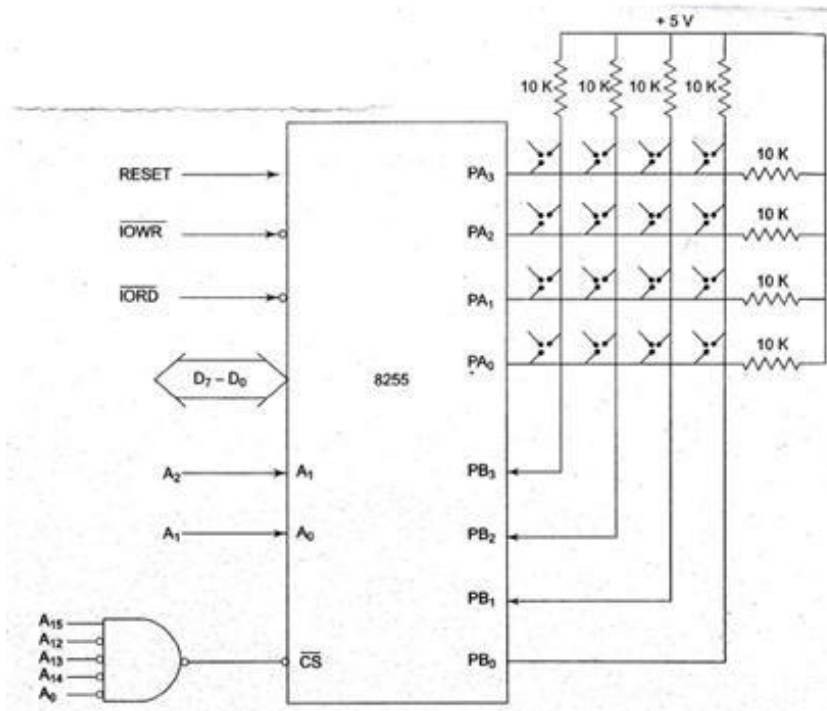 + 5 V
10 K 10 K 10 K 10 K
RESET
PA3
10 K
IOWR
PA2
10 K
IORD
PA1
10 K
PA0
10 K
D7 – D0
8255
A2
A1
PB3
A1
A0
PB2
PB1
A15
A12
A13
CS
PB0
A14
A0